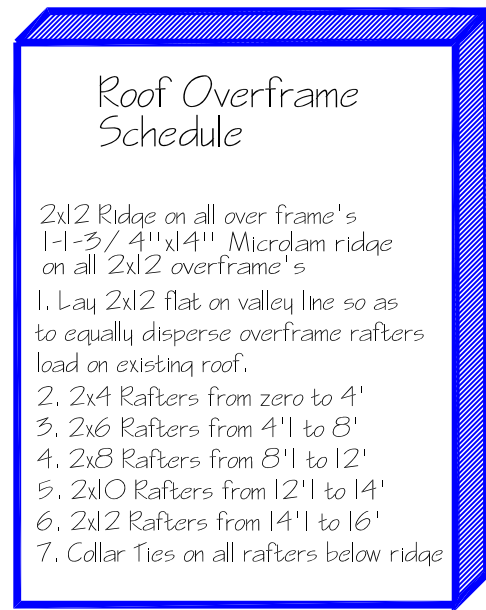 Roof Overframe
Schedule
2x12 Ridge on all over frame's
1-1-3/4"x14" Microlam ridge
on all 2x12 overframe's
1. Lay 2x12 flat on valley line so as
to equally disperse overframe rafters
load on existing roof.
2. 2x4 Rafters from zero to 4'
3. 2x6 Rafters from 4'1 to 8'
4. 2x8 Rafters from 8'1 to 12'
5. 2x10 Rafters from 12'1 to 14'
6. 2x12 Rafters from 14'1 to 16'
7. Collar Ties on all rafters below ridge